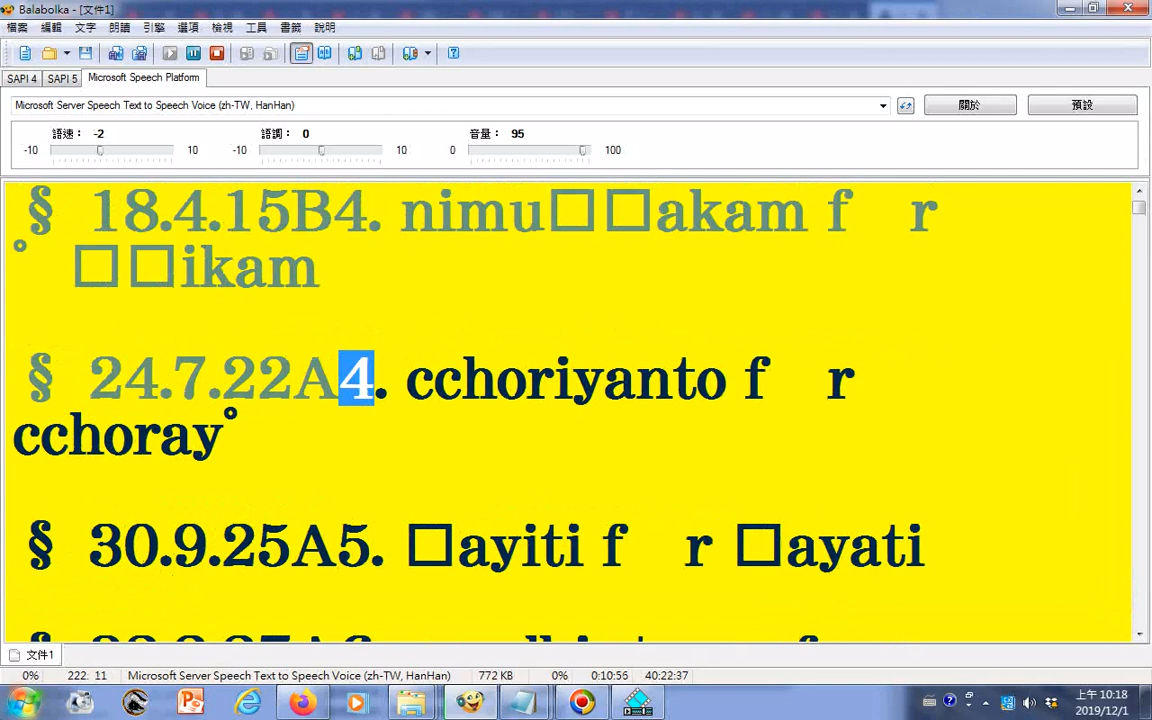 Balabolka - [文件1]
檔案 編輯 文字 朗讀 引擎 選項 檢視 工具 書籤 說明
SAPI 4 SAPI 5 Microsoft Speech Platform
Microsoft Server Speech Text to Speech Voice (zh-TW, HanHan) 關於 預設
語速： -2 語調： 0 音量： 95
-10 10 -10 10 0 100
§ 18.4.15B4. nimu□□akam f r
° □□ikam
§ 24.7.22A4. cchoriyanto f r
cchoray°
§ 30.9.25A5. □ayiti f r □ayati
文件1
0% 222. 11 Microsoft Server Speech Text to Speech Voice (zh-TW, HanHan) 772 KB 0% 0:10:56 40:22:37
上午 10:18
2019/12/1